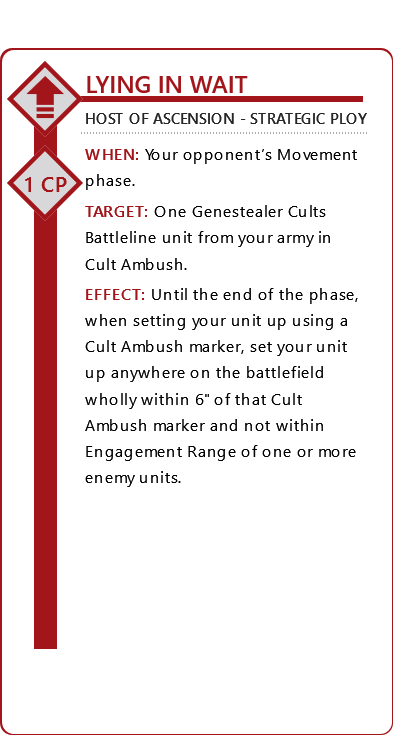 LYING IN WAIT
HOST OF ASCENSION - STRATEGIC PLOY
1 CP
WHEN: Your opponent's Movement
phase.
TARGET: One Genestealer Cults
Battleline unit from your army in
Cult Ambush.
EFFECT: Until the end of the phase,
when setting your unit up using a
Cult Ambush marker, set your unit
up anywhere on the battlefield
wholly within 6" of that Cult
Ambush marker and not within
Engagement Range of one or more
enemy units.